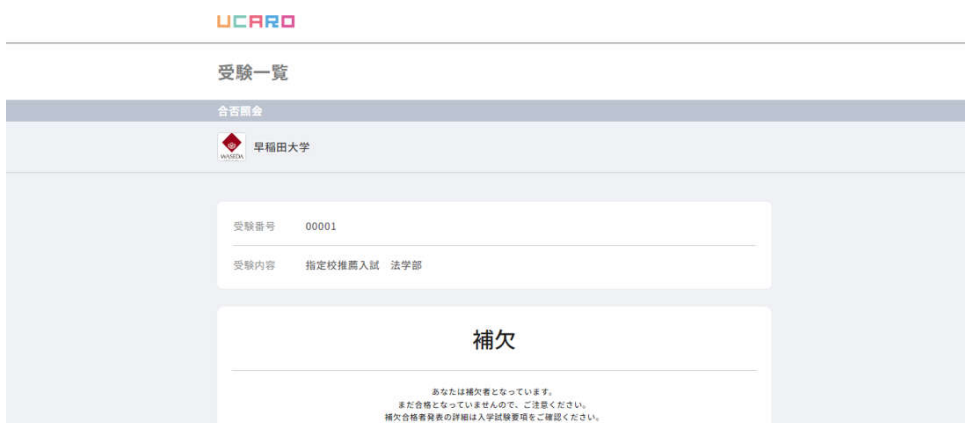 UCARO
受験一覧
合否照会
WASEDA
早稲田大学
受験番号 00001
受験内容 指定校推薦入試　法学部
補欠
あなたは補欠者となっています。
まだ合格となっていませんので、ご注意ください。
補欠合格者発表の詳細は入学試験要項をご確認ください。